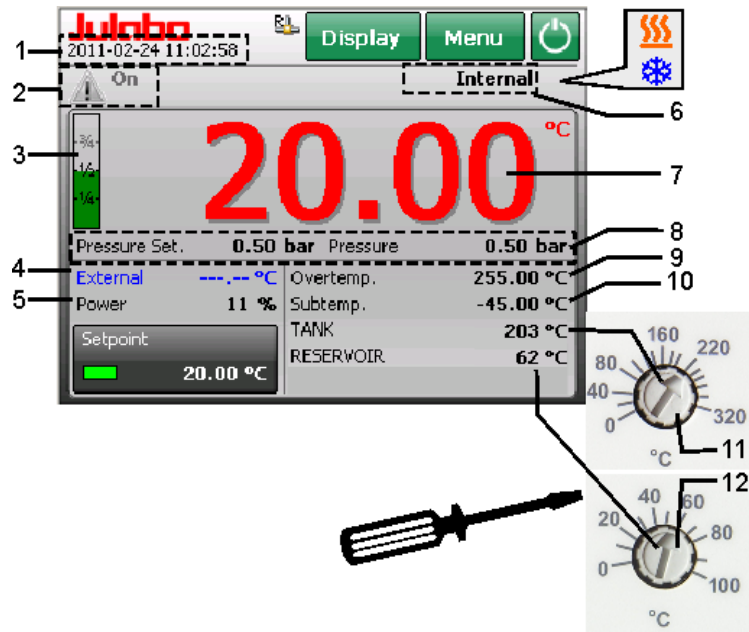 Julabo
Display
Menu
1
2011-02-24 11:02:58
2
On
Internal
6
3
¾
½
¼
20.00
°C
7
Pressure Set. 0.50 bar Pressure 0.50 bar
8
4
External ---.-- °C
Overtemp. 255.00 °C
9
5
Power 11 %
Subtemp. -45.00 °C
10
Setpoint
20.00 °C
TANK 203 °C
RESERVOIR 62 °C
0
40
80
160
220
320
°C
11
12
0
20
40
60
80
100
°C